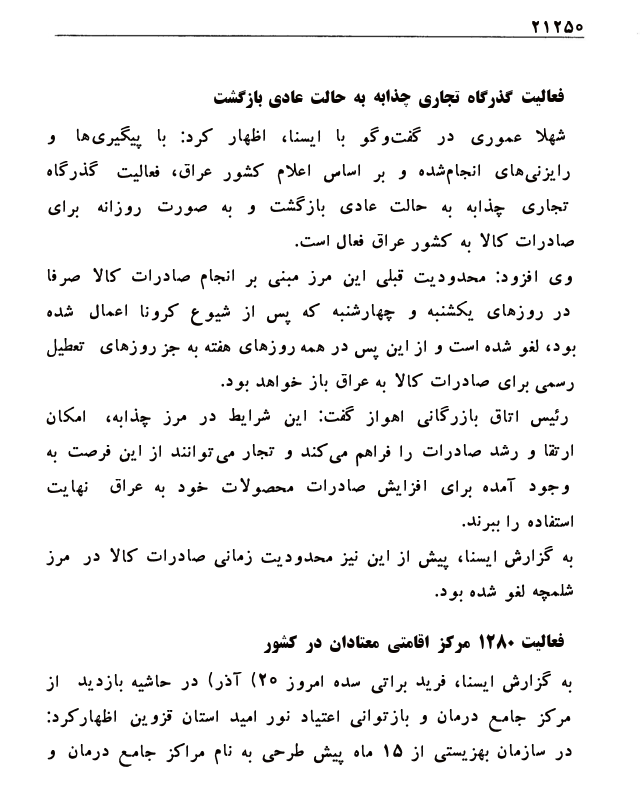 ۲۱۲۵۰
فعالیت گذرگاه تجاری چذابه به حالت عادی بازگشت
شهلا عموری در گفت‌وگو با ایسنا، اظهار کرد: با پیگیری‌ها و
رایزنی‌های انجام‌شده و بر اساس اعلام کشور عراق، فعالیت گذرگاه
تجاری چذابه به حالت عادی بازگشت و به صورت روزانه برای
صادرات کالا به کشور عراق فعال است.
وی افزود: محدودیت قبلی این مرز مبنی بر انجام صادرات کالا صرفا
در روزهای یکشنبه و چهارشنبه که پس از شیوع کرونا اعمال شده
بود، لغو شده است و از این پس در همه روزهای هفته به جز روزهای تعطیل
رسمی برای صادرات کالا به عراق باز خواهد بود.
رئیس اتاق بازرگانی اهواز گفت: این شرایط در مرز چذابه، امکان
ارتقا و رشد صادرات را فراهم می‌کند و تجار می‌توانند از این فرصت به
وجود آمده برای افزایش صادرات محصولات خود به عراق نهایت
استفاده را ببرند.
به گزارش ایسنا، پیش از این نیز محدودیت زمانی صادرات کالا در مرز
شلمچه لغو شده بود.
فعالیت ۱۲۸۰ مرکز اقامتی معتادان در کشور
به گزارش ایسنا، فرید براتی سده امروز ۲۰) آذر) در حاشیه بازدید از
مرکز جامع درمان و بازتوانی اعتیاد نور امید استان قزوین اظهارکرد:
در سازمان بهزیستی از ۱۵ ماه پیش طرحی به نام مراکز جامع درمان و